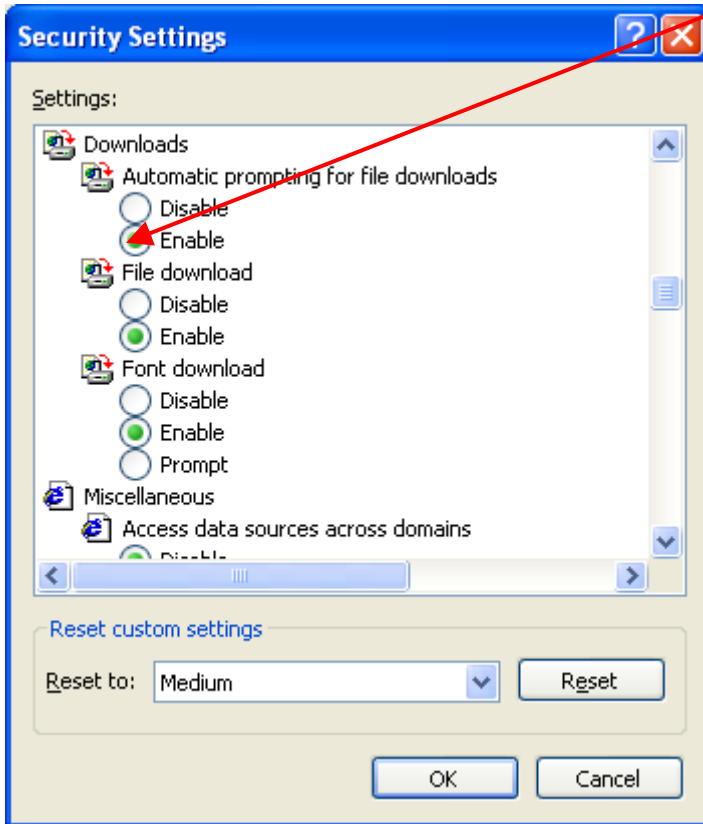 Security Settings
Settings:
Downloads
Automatic prompting for file downloads
Disable
Enable
File download
Disable
Enable
Font download
Disable
Enable
Prompt
Miscellaneous
Access data sources across domains
Disable
Reset custom settings
Reset to: Medium Reset
OK Cancel